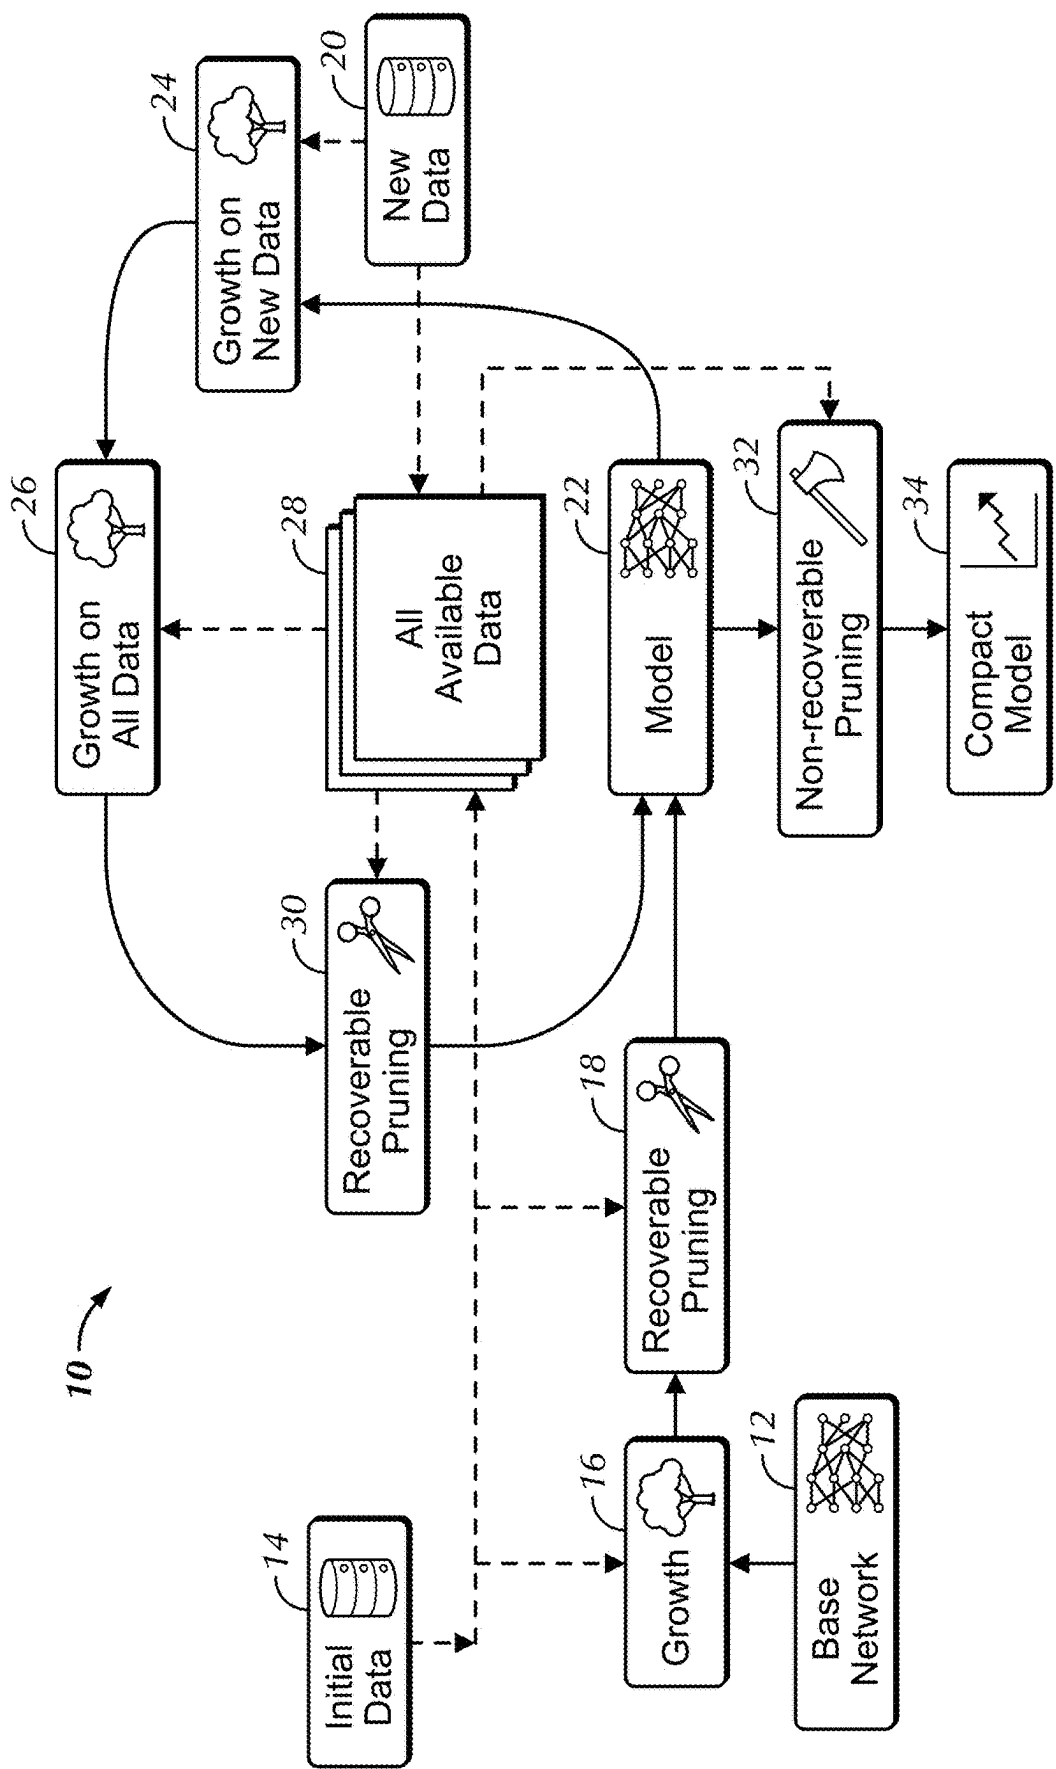 10
26
Growth on
All Data
24
Growth on
New Data
14
Initial
Data
30
Recoverable
Pruning
28
All
Available
Data
20
New
Data
16
Growth
18
Recoverable
Pruning
22
Model
12
Base
Network
32
Non-recoverable
Pruning
34
Compact
Model